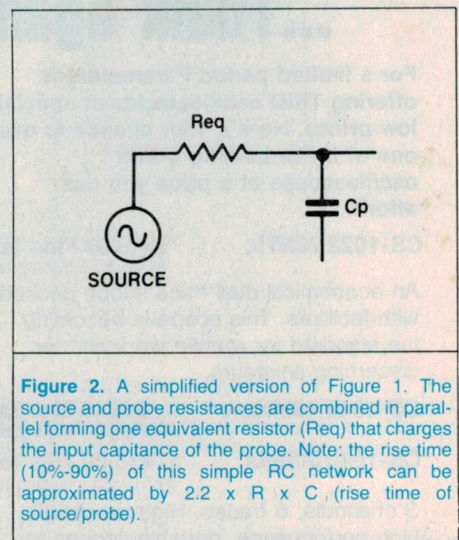 Req
Cp
SOURCE
Figure 2. A simplified version of Figure 1. The
source and probe resistances are combined in paral-
lel forming one equivalent resistor (Req) that charges
the input capitance of the probe. Note: the rise time
(10%-90%) of this simple RC network can be
approximated by 2.2 x R x C (rise time of
source/probe).